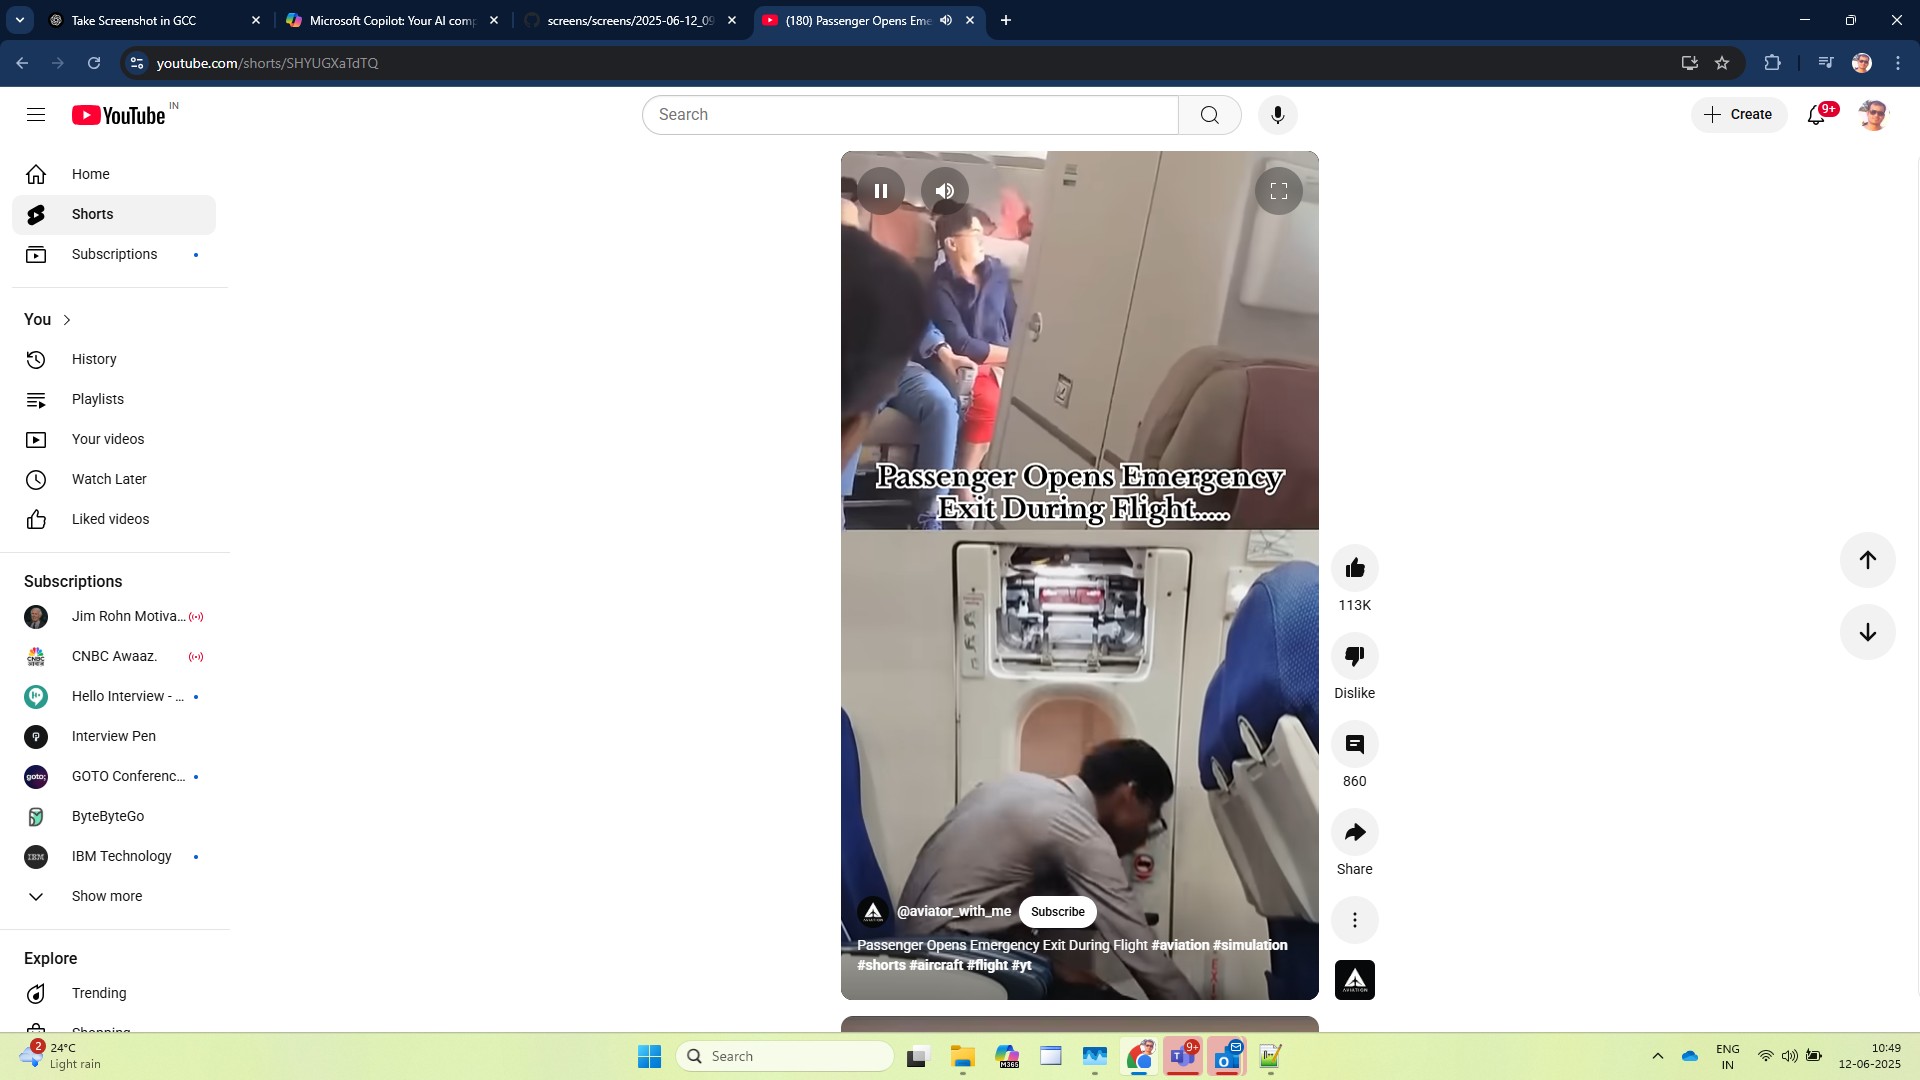 Take Screenshot in GCC
Microsoft Copilot: Your AI comp
screens/screens/2025-06-12_09
(180) Passenger Opens Eme
youtube.com/shorts/SHYUGXaTdTQ
YouTube IN
Search
Create
9+
Home
Shorts
Subscriptions
You
History
Playlists
Your videos
Watch Later
Liked videos
Subscriptions
Jim Rohn Motiva...
CNBC Awaaz.
Hello Interview - ...
Interview Pen
GOTO Conferenc...
ByteByteGo
IBM Technology
Show more
Explore
Trending
Shopping
Passenger Opens Emergency
Exit During Flight.....
@aviator_with_me Subscribe
Passenger Opens Emergency Exit During Flight #aviation #simulation
#shorts #aircraft #flight #yt
113K
Dislike
860
Share
AVIATION
2
24°C
Light rain
Search
M365
9+
ENG
IN
10:49
12-06-2025